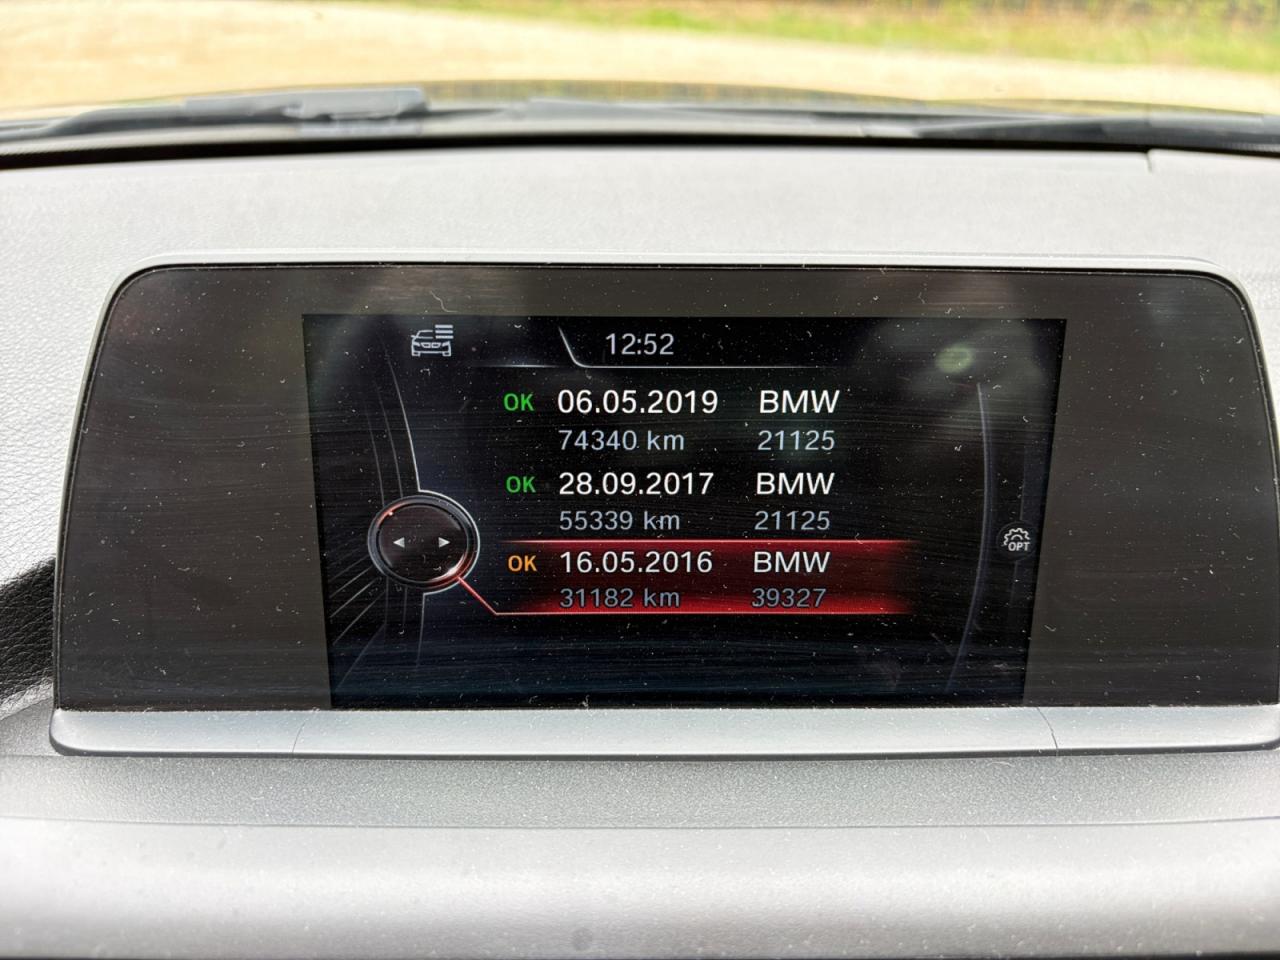 12:52
OK 06.05.2019 BMW
74340 km 21125
OK 28.09.2017 BMW
55339 km 21125
OK 16.05.2016 BMW
31182 km 39327
OPT